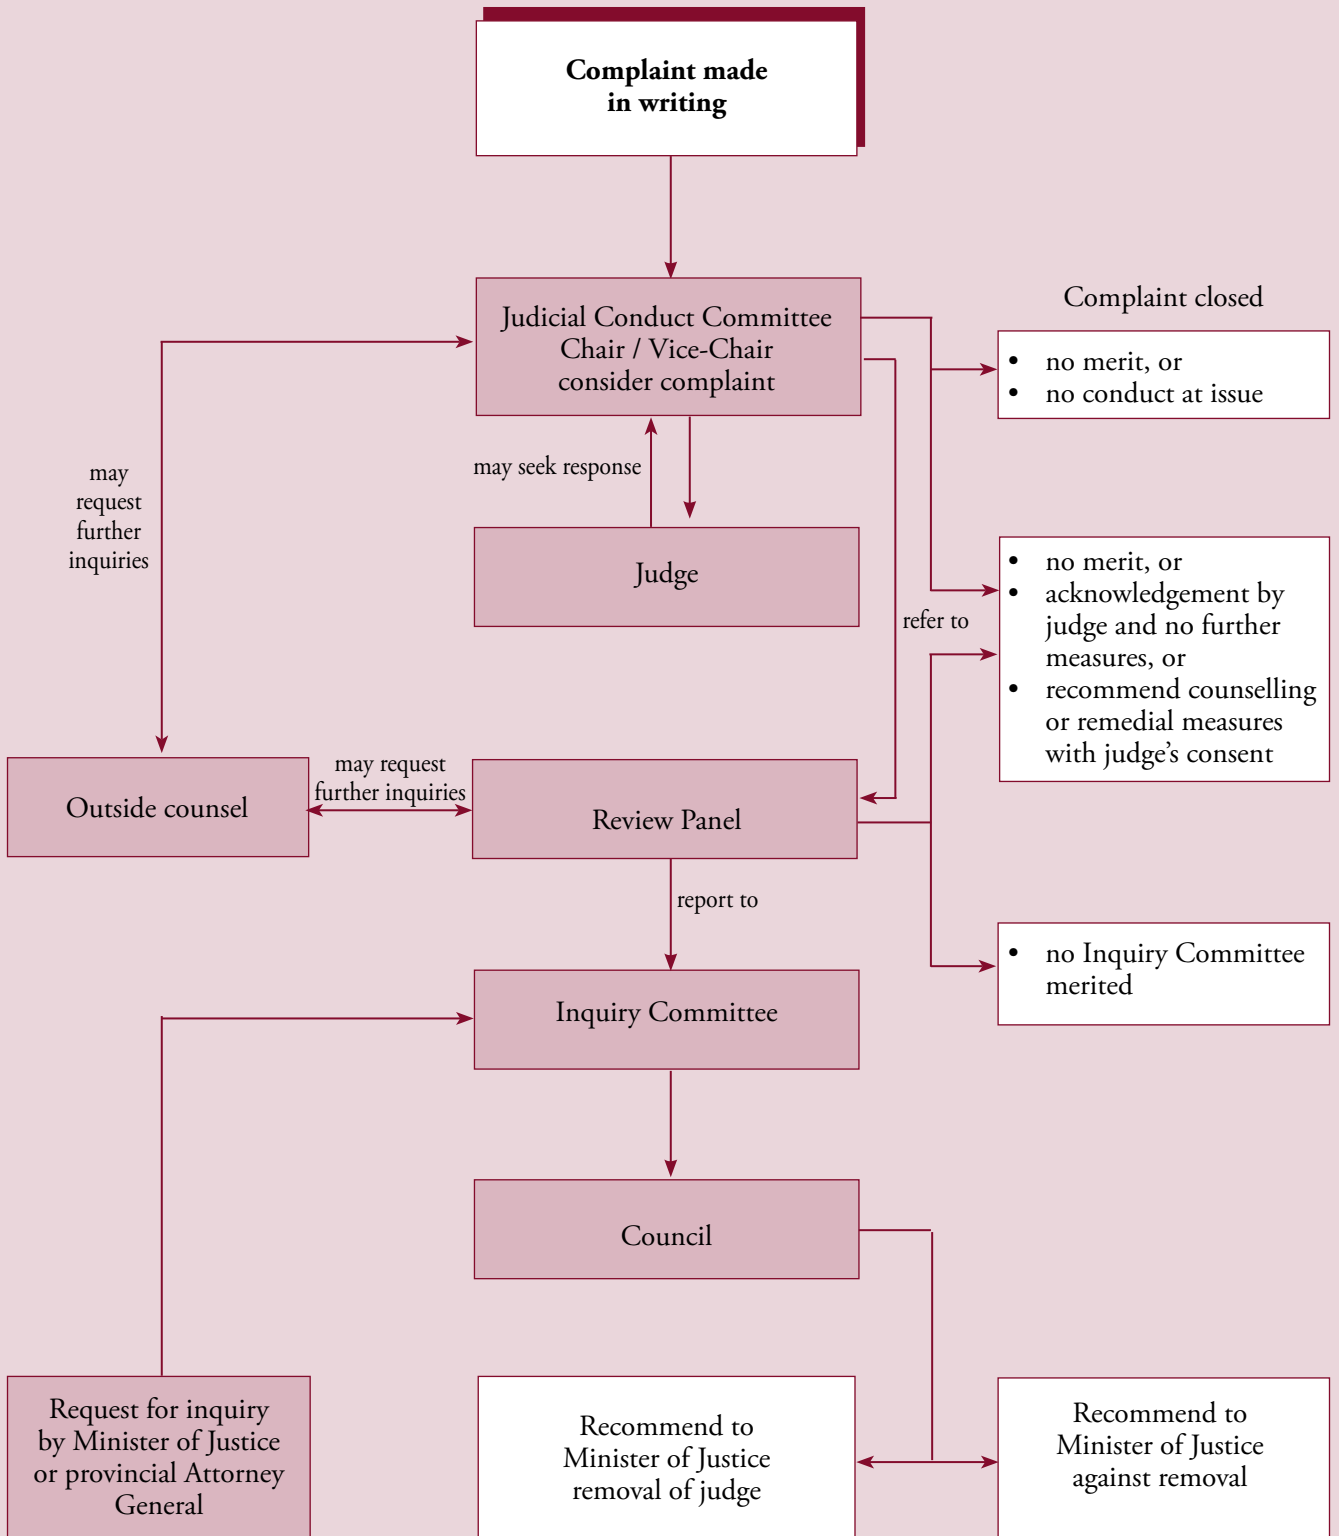 Complaint made
in writing
Complaint closed
Judicial Conduct Committee
Chair / Vice-Chair
consider complaint
• no merit, or
• no conduct at issue
may
request
further
inquiries
may seek response
Judge
• no merit, or
• acknowledgement by
judge and no further
measures, or
• recommend counselling
or remedial measures
with judge’s consent
refer to
Outside counsel
may request
further inquiries
Review Panel
report to
• no Inquiry Committee
merited
Inquiry Committee
Council
Request for inquiry
by Minister of Justice
or provincial Attorney
General
Recommend to
Minister of Justice
removal of judge
Recommend to
Minister of Justice
against removal